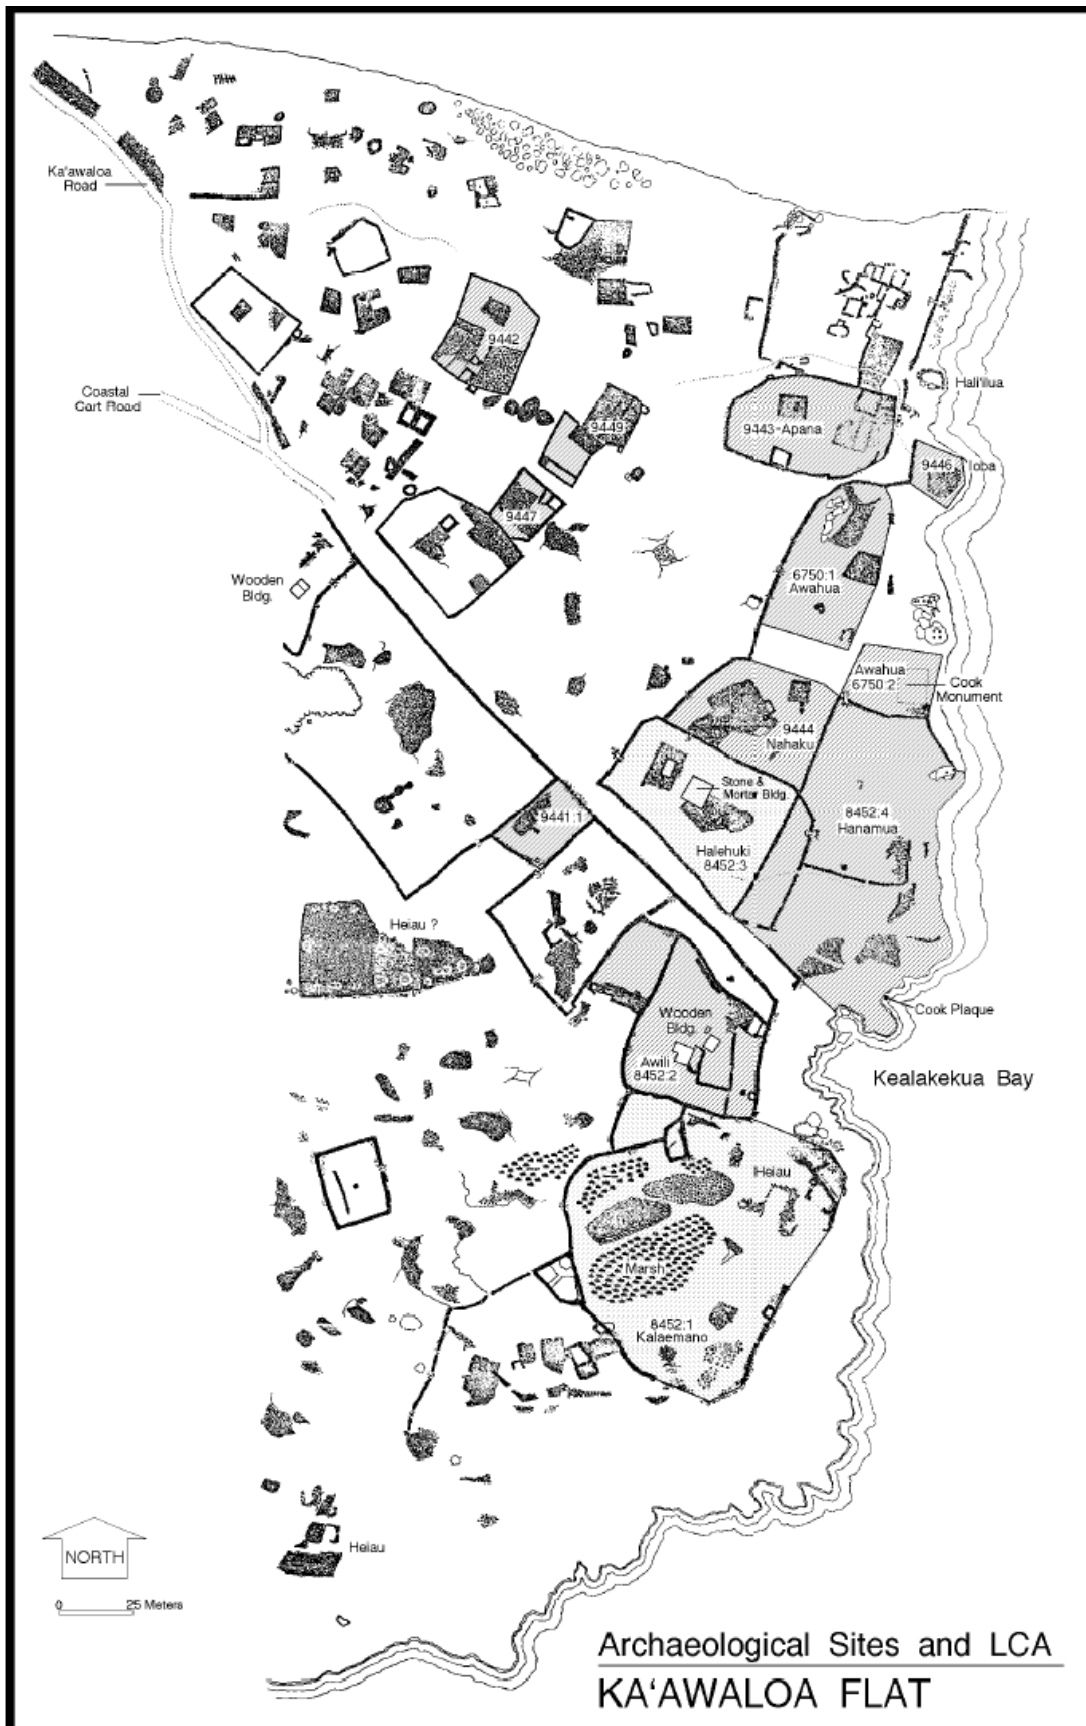 Ka'awaloa
Road
9442
Coastal
Cart Road
Hali'ilua
9449
9443-Apana
9446 Ioba
9447
6750:1
Awahua
Wooden
Bldg.
Awahua
6750:2
Cook
Monument
9444
Nahaku
Stone &
Mortar Bldg.
9441:1
8452:4
Hanamua
Halehuki
8452:3
Heiau ?
Wooden
Bldg.
Cook Plaque
Awili
8452:2
Kealakekua Bay
Heiau
Marsh
8452:1
Kalaemano
Heiau
NORTH
0 25 Meters
Archaeological Sites and LCA
KA'AWALOA FLAT